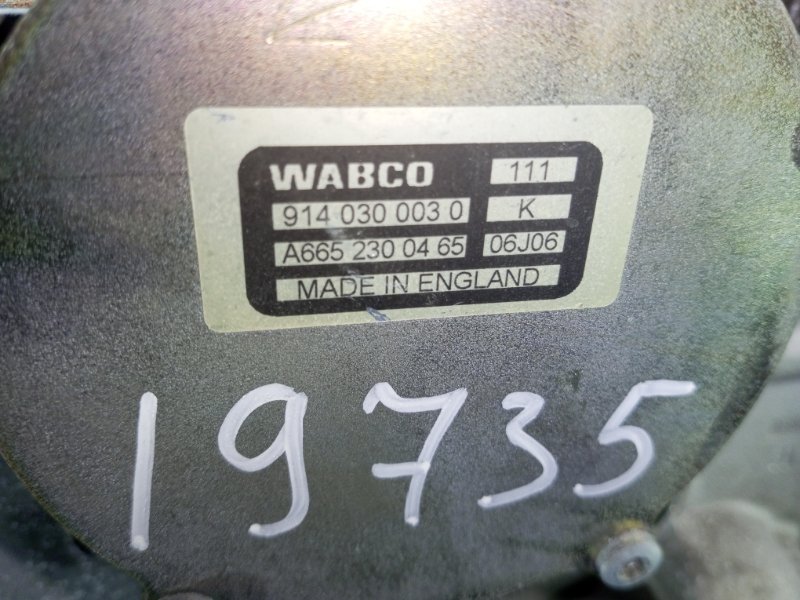 WABCO 111
914 030 003 0 K
A665 230 04 65 06J06
MADE IN ENGLAND
19735